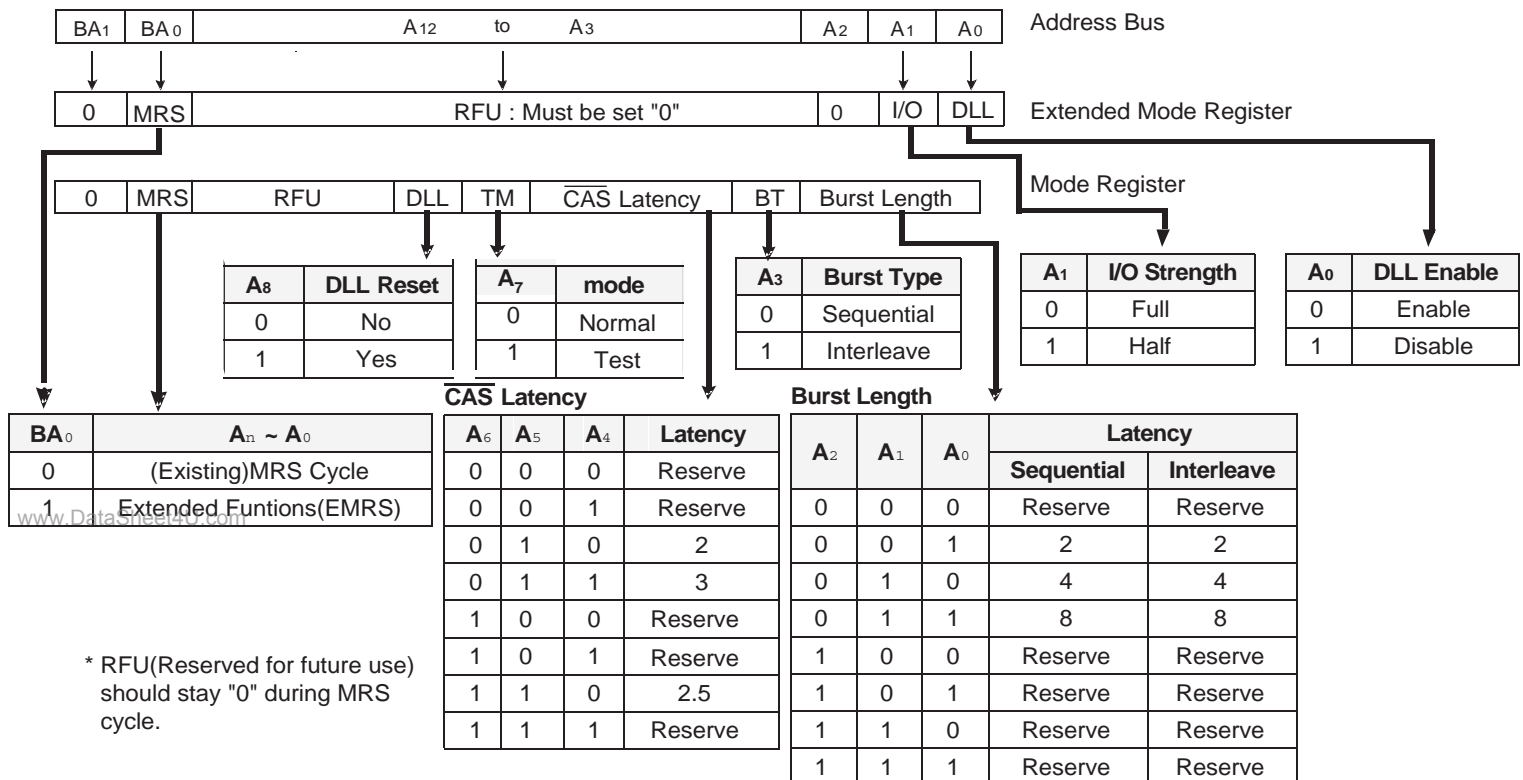 BA1 BA0 A12 to A3 A2 A1 A0 Address Bus
0 MRS RFU : Must be set "0" 0 I/O DLL Extended Mode Register
Mode Register
0 MRS RFU DLL TM CAS Latency BT Burst Length
A8 DLL Reset
0 No
1 Yes
A7 mode
0 Normal
1 Test
A3 Burst Type
0 Sequential
1 Interleave
A1 I/O Strength
0 Full
1 Half
A0 DLL Enable
0 Enable
1 Disable
BA0 An ~ A0
0 (Existing)MRS Cycle
1 Extended Funtions(EMRS)
www.DataSheet4U.com
CAS Latency
A6 A5 A4 Latency
0 0 0 Reserve
0 0 1 Reserve
0 1 0 2
0 1 1 3
1 0 0 Reserve
1 0 1 Reserve
1 1 0 2.5
1 1 1 Reserve
Burst Length
A2 A1 A0 Latency
Sequential Interleave
0 0 0 Reserve Reserve
0 0 1 2 2
0 1 0 4 4
0 1 1 8 8
1 0 0 Reserve Reserve
1 0 1 Reserve Reserve
1 1 0 Reserve Reserve
1 1 1 Reserve Reserve
* RFU(Reserved for future use)
should stay "0" during MRS
cycle.